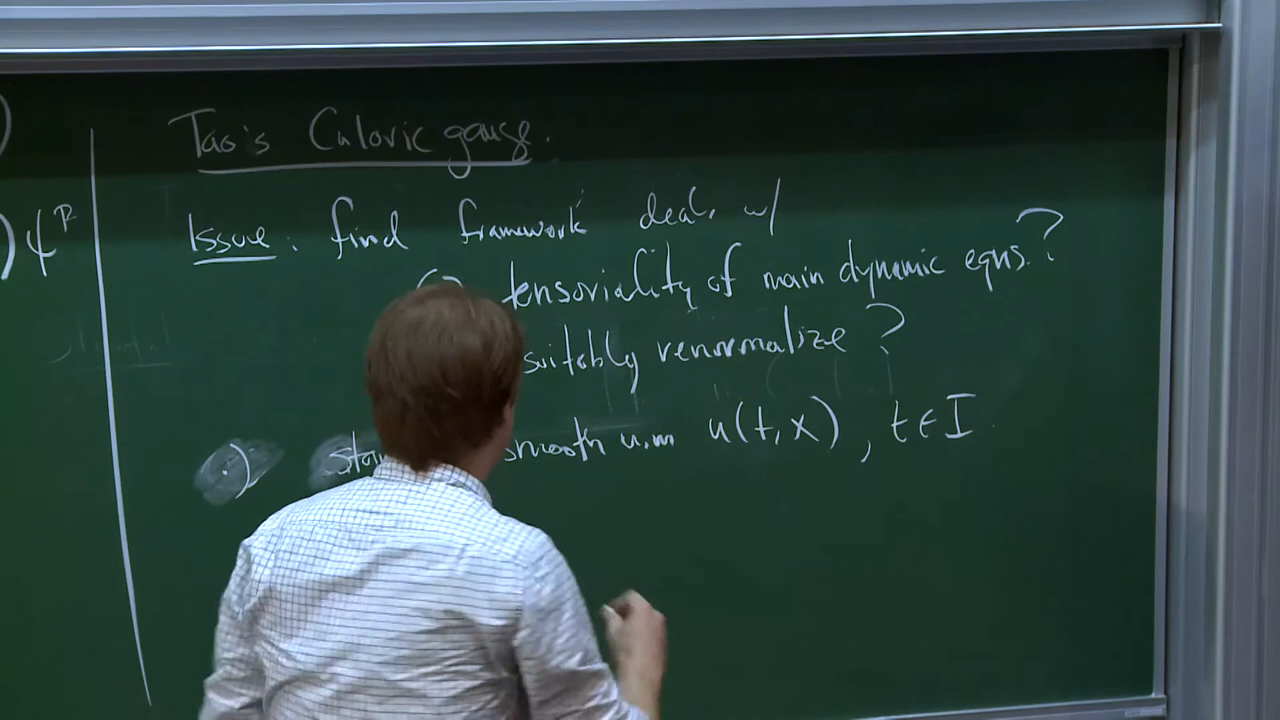 ) ψ^R
Tao's Caloric gauge.
Issue: find framework deal. w/
tensoriality of main dynamic eqns.?
suitably renormalize?
.) smooth w.m u(t,x), t∈I